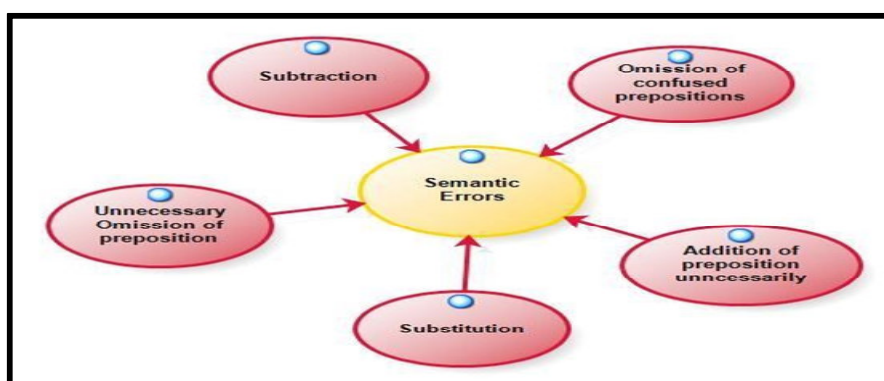 Subtraction
Omission of
confused
prepositions
Semantic
Errors
Unnecessary
Omission of
preposition
Addition of
preposition
unncessarily
Substitution